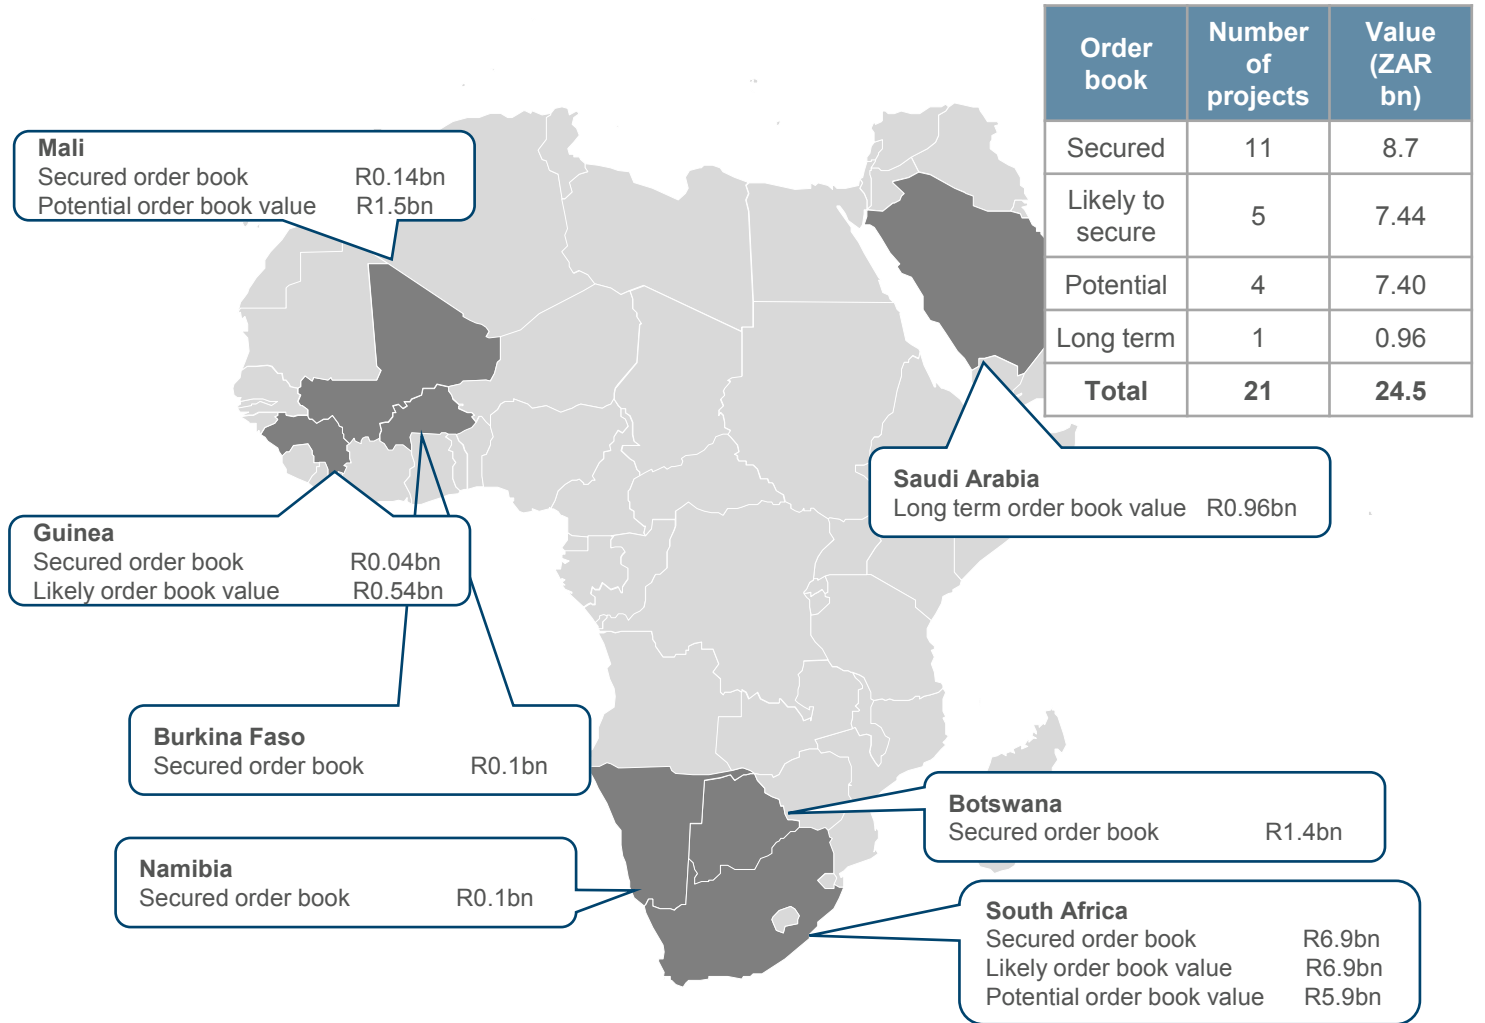 Order book Number of projects Value (ZAR bn)
Secured 11 8.7
Likely to secure 5 7.44
Potential 4 7.40
Long term 1 0.96
Total 21 24.5
Mali
Secured order book R0.14bn
Potential order book value R1.5bn
Saudi Arabia
Long term order book value R0.96bn
Guinea
Secured order book R0.04bn
Likely order book value R0.54bn
Burkina Faso
Secured order book R0.1bn
Botswana
Secured order book R1.4bn
Namibia
Secured order book R0.1bn
South Africa
Secured order book R6.9bn
Likely order book value R6.9bn
Potential order book value R5.9bn